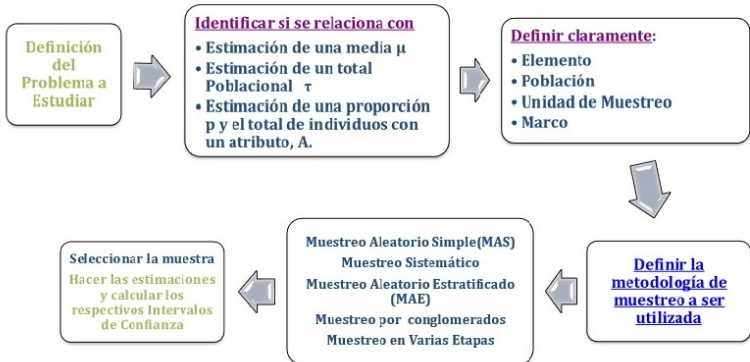 Definición
del
Problema a
Estudiar
Identificar si se relaciona con
• Estimación de una media μ
• Estimación de un total
Poblacional τ
• Estimación de una proporción
p y el total de individuos con
un atributo, A.
Definir claramente:
• Elemento
• Población
• Unidad de Muestreo
• Marco
Definir la
metodología de
muestreo a ser
utilizada
Muestreo Aleatorio Simple(MAS)
Muestreo Sistemático
Muestreo Aleatorio Estratificado
(MAE)
Muestreo por conglomerados
Muestreo en Varias Etapas
Seleccionar la muestra
Hacer las estimaciones
y calcular los
respectivos Intervalos
de Confianza